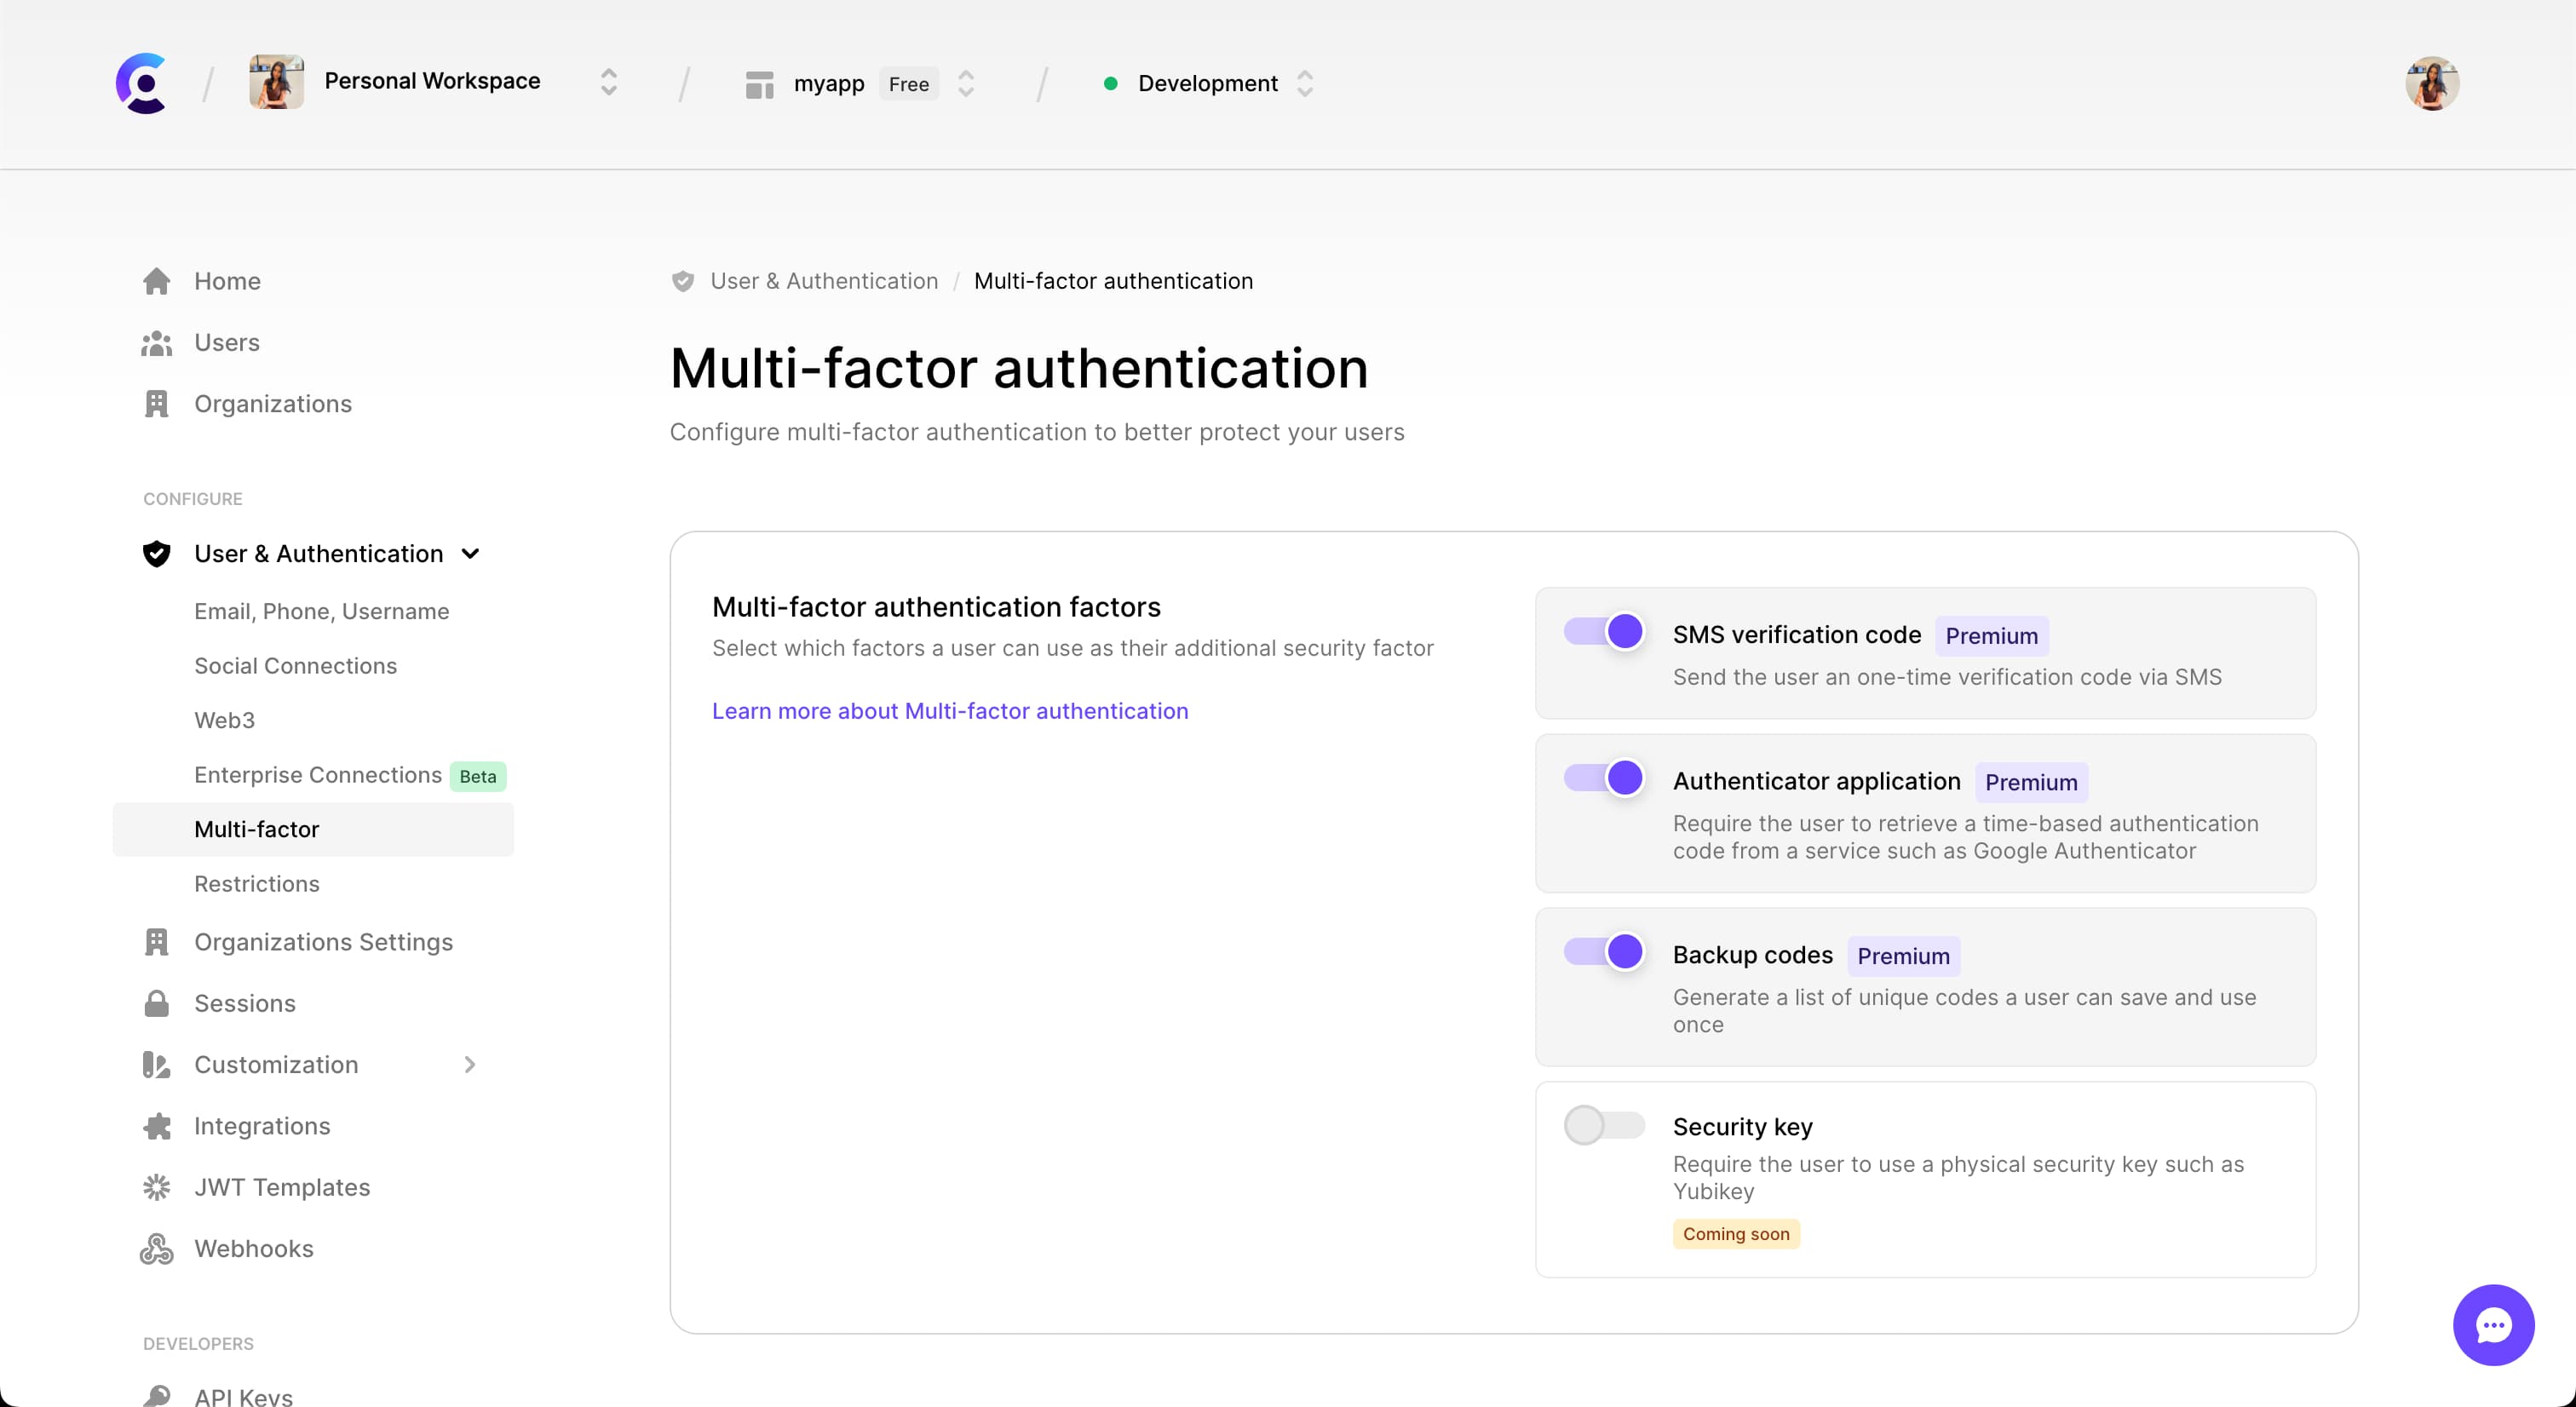 Personal Workspace
myapp Free
Development
Home
Users
Organizations
CONFIGURE
User & Authentication
Email, Phone, Username
Social Connections
Web3
Enterprise Connections Beta
Multi-factor
Restrictions
Organizations Settings
Sessions
Customization
Integrations
JWT Templates
Webhooks
DEVELOPERS
API Keys
User & Authentication / Multi-factor authentication
Multi-factor authentication
Configure multi-factor authentication to better protect your users
Multi-factor authentication factors
Select which factors a user can use as their additional security factor
Learn more about Multi-factor authentication
SMS verification code Premium
Send the user an one-time verification code via SMS
Authenticator application Premium
Require the user to retrieve a time-based authentication
code from a service such as Google Authenticator
Backup codes Premium
Generate a list of unique codes a user can save and use
once
Security key
Require the user to use a physical security key such as
Yubikey
Coming soon